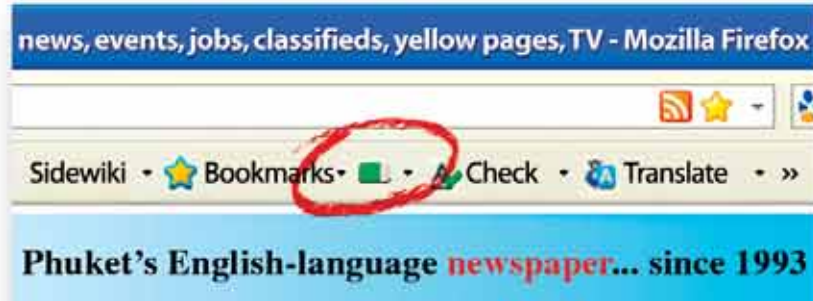 news, events, jobs, classifieds, yellow pages, TV - Mozilla Firefox
Sidewiki Bookmarks Check Translate »
Phuket's English-language newspaper... since 1993